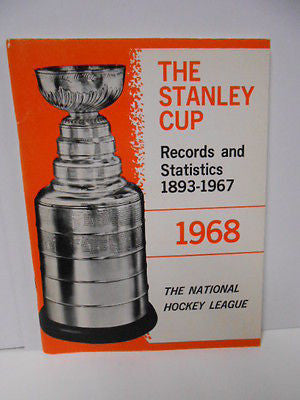 THE
STANLEY
CUP
Records and
Statistics
1893-1967
1968
THE NATIONAL
HOCKEY LEAGUE